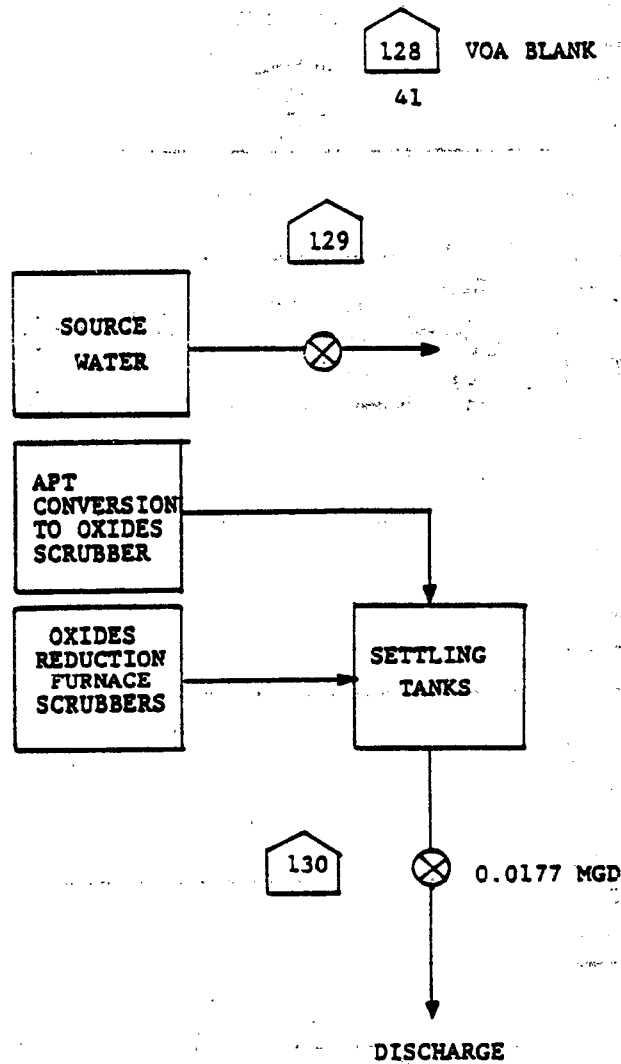 128 VOA BLANK
41
129
SOURCE
WATER
APT
CONVERSION
TO OXIDES
SCRUBBER
OXIDES
REDUCTION
FURNACE
SCRUBBERS
SETTLING
TANKS
130
0.0177 MGD
DISCHARGE